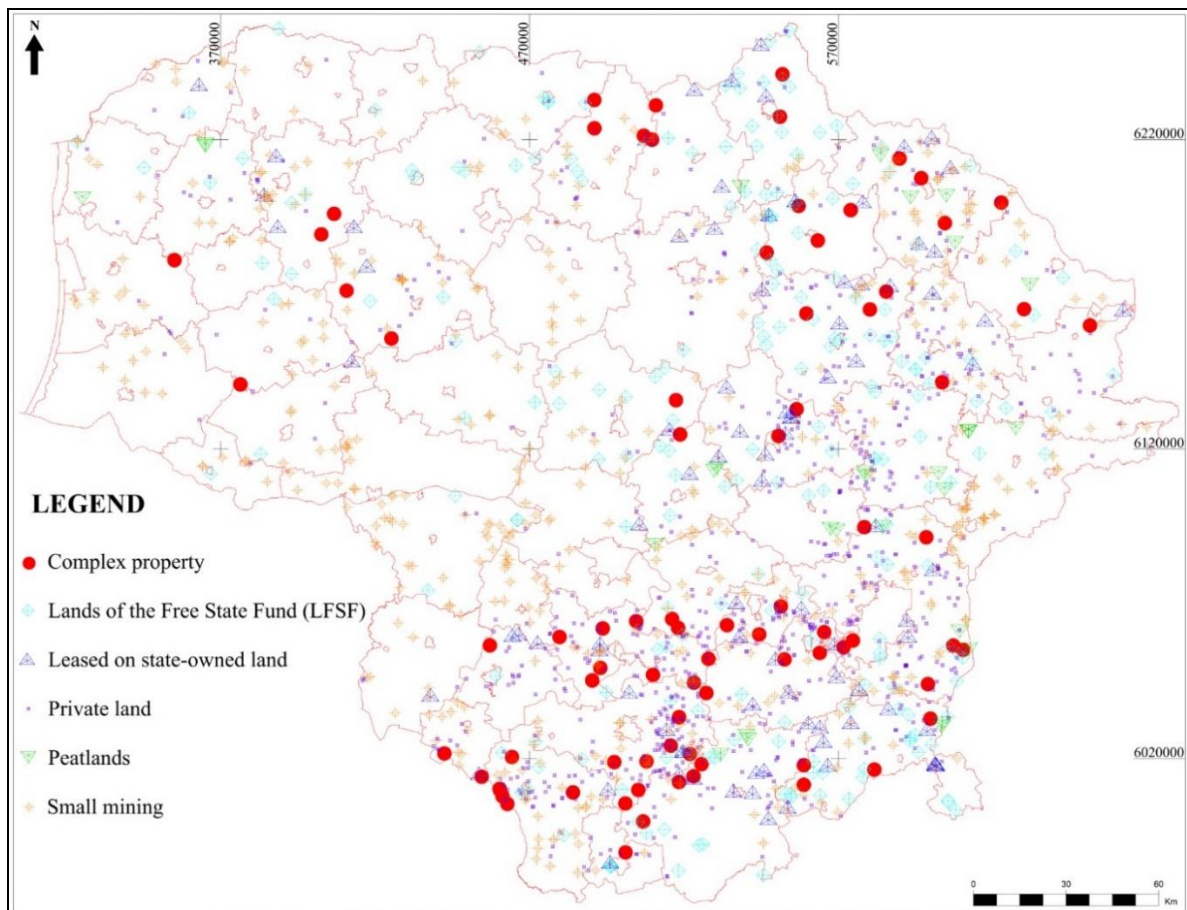 N
370000
470000
570000
6220000
6120000
LEGEND
Complex property
Lands of the Free State Fund (LFSF)
Leased on state-owned land
Private land
Peatlands
Small mining
6020000
0 30 60
Km